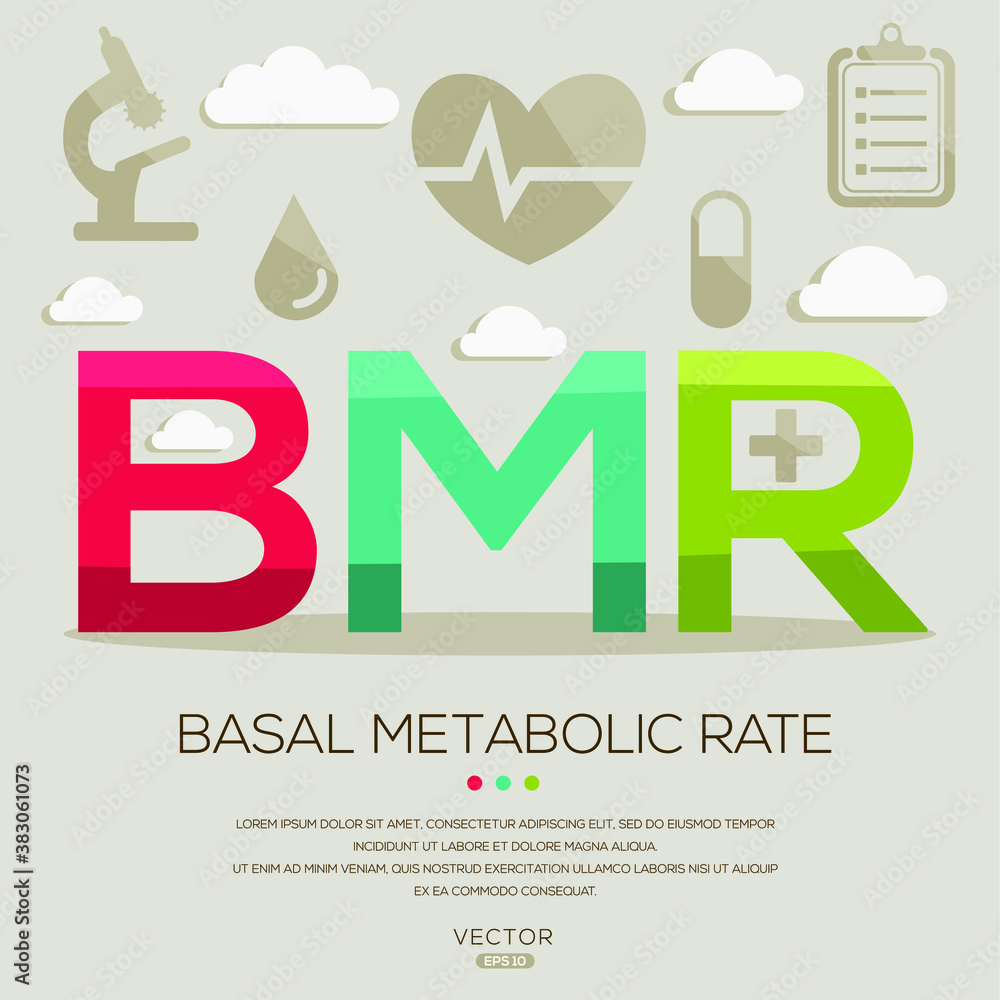 BMR
BASAL METABOLIC RATE
LOREM IPSUM DOLOR SIT AMET, CONSECTETUR ADIPISCING ELIT, SED DO EIUSMOD TEMPOR
INCIDIDUNT UT LABORE ET DOLORE MAGNA ALIQUA.
UT ENIM AD MINIM VENIAM, QUIS NOSTRUD EXERCITATION ULLAMCO LABORIS NISI UT ALIQUIP
EX EA COMMODO CONSEQUAT.
VECTOR
EPS 10
Adobe Stock | #383061073